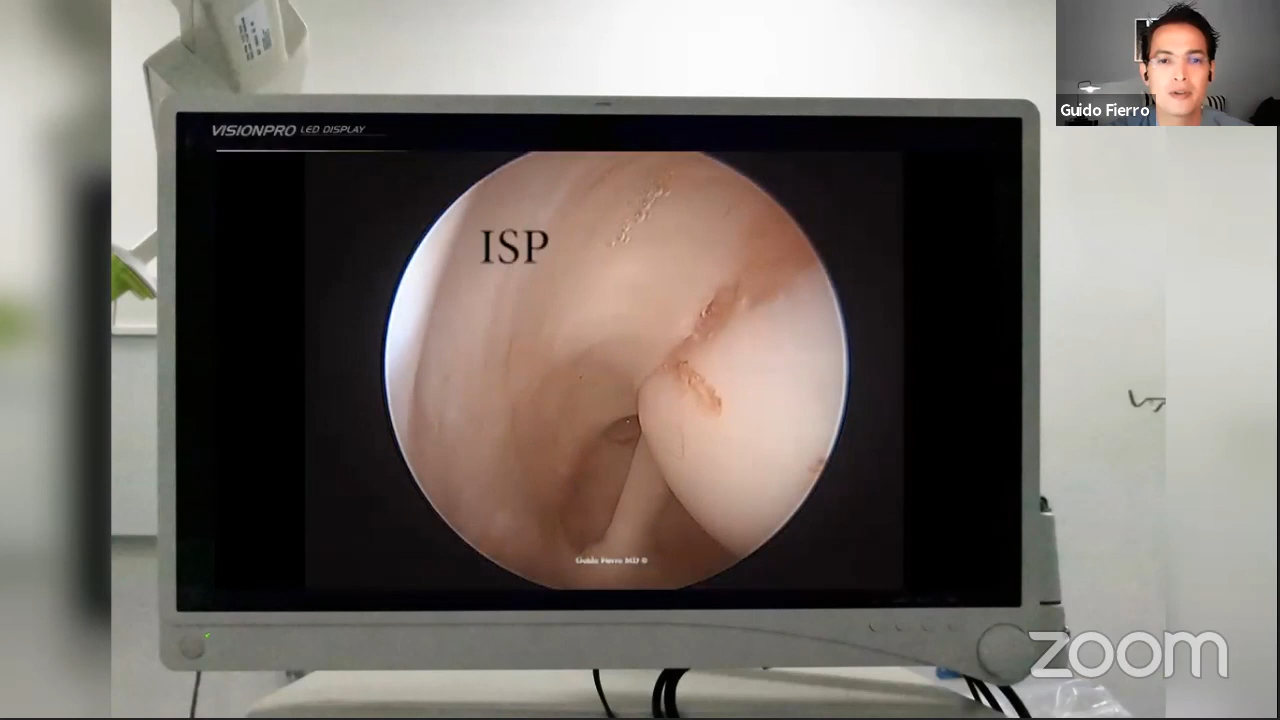 Guido Fierro
VISIONPRO LED DISPLAY
ISP
Guido Fierro MD ©
zoom